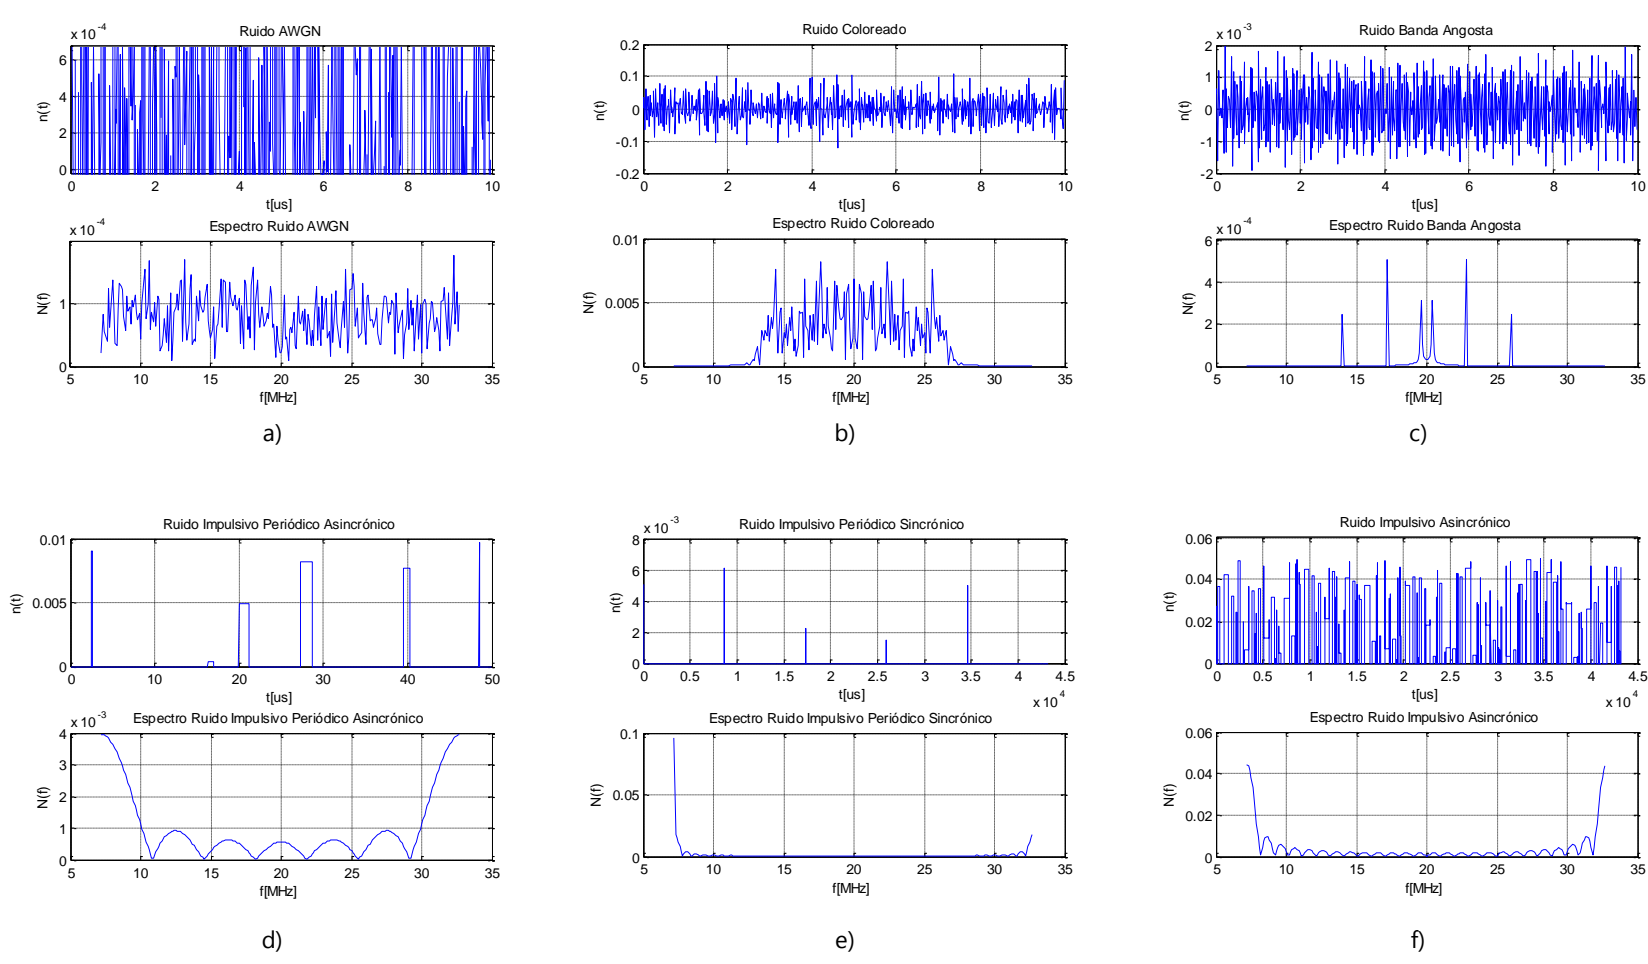 Ruido AWGN
x 10 -4
n(t)
6
4
2
0
0 2 4 6 8 10
t[us]
Espectro Ruido AWGN
x 10 -4
N(f)
1
0
5 10 15 20 25 30 35
f[MHz]
a)
Ruido Coloreado
n(t)
0.2
0.1
0
-0.1
-0.2
0 2 4 6 8 10
t[us]
Espectro Ruido Coloreado
N(f)
0.01
0.005
0
5 10 15 20 25 30 35
f[MHz]
b)
Ruido Banda Angosta
x 10 -3
n(t)
2
1
0
-1
-2
0 2 4 6 8 10
t[us]
Espectro Ruido Banda Angosta
x 10 -4
N(f)
6
4
2
0
5 10 15 20 25 30 35
f[MHz]
c)
Ruido Impulsivo Periódico Asincrónico
n(t)
0.01
0.005
0
0 10 20 30 40 50
t[us]
Espectro Ruido Impulsivo Periódico Asincrónico
x 10 -3
N(f)
4
3
2
1
0
5 10 15 20 25 30 35
f[MHz]
d)
Ruido Impulsivo Periódico Sincrónico
x 10 -3
n(t)
8
6
4
2
0
0 0.5 1 1.5 2 2.5 3 3.5 4 4.5
t[us]
x 10 4
Espectro Ruido Impulsivo Periódico Sincrónico
N(f)
0.1
0.05
0
5 10 15 20 25 30 35
f[MHz]
e)
Ruido Impulsivo Asincrónico
n(t)
0.06
0.04
0.02
0
0 0.5 1 1.5 2 2.5 3 3.5 4 4.5
t[us]
x 10 4
Espectro Ruido Impulsivo Asincrónico
N(f)
0.06
0.04
0.02
0
5 10 15 20 25 30 35
f[MHz]
f)